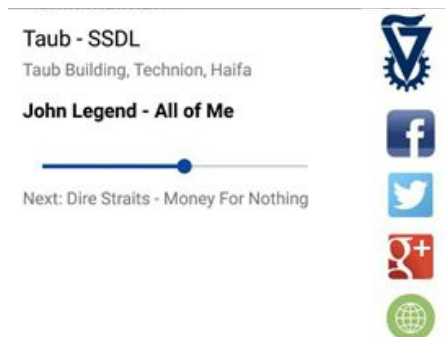 Taub - SSDL
Taub Building, Technion, Haifa
John Legend - All of Me
Next: Dire Straits - Money For Nothing
f
g+